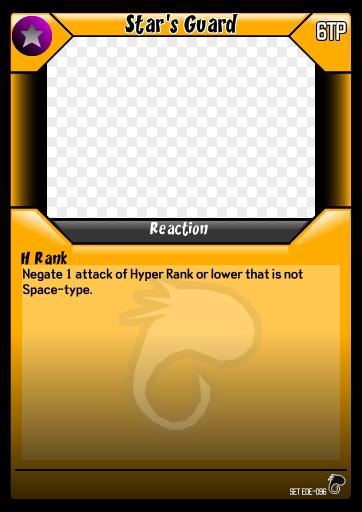 Star's Guard
6TP
Reaction
H Rank
Negate 1 attack of Hyper Rank or lower that is not
Space-type.
SET EOE-096